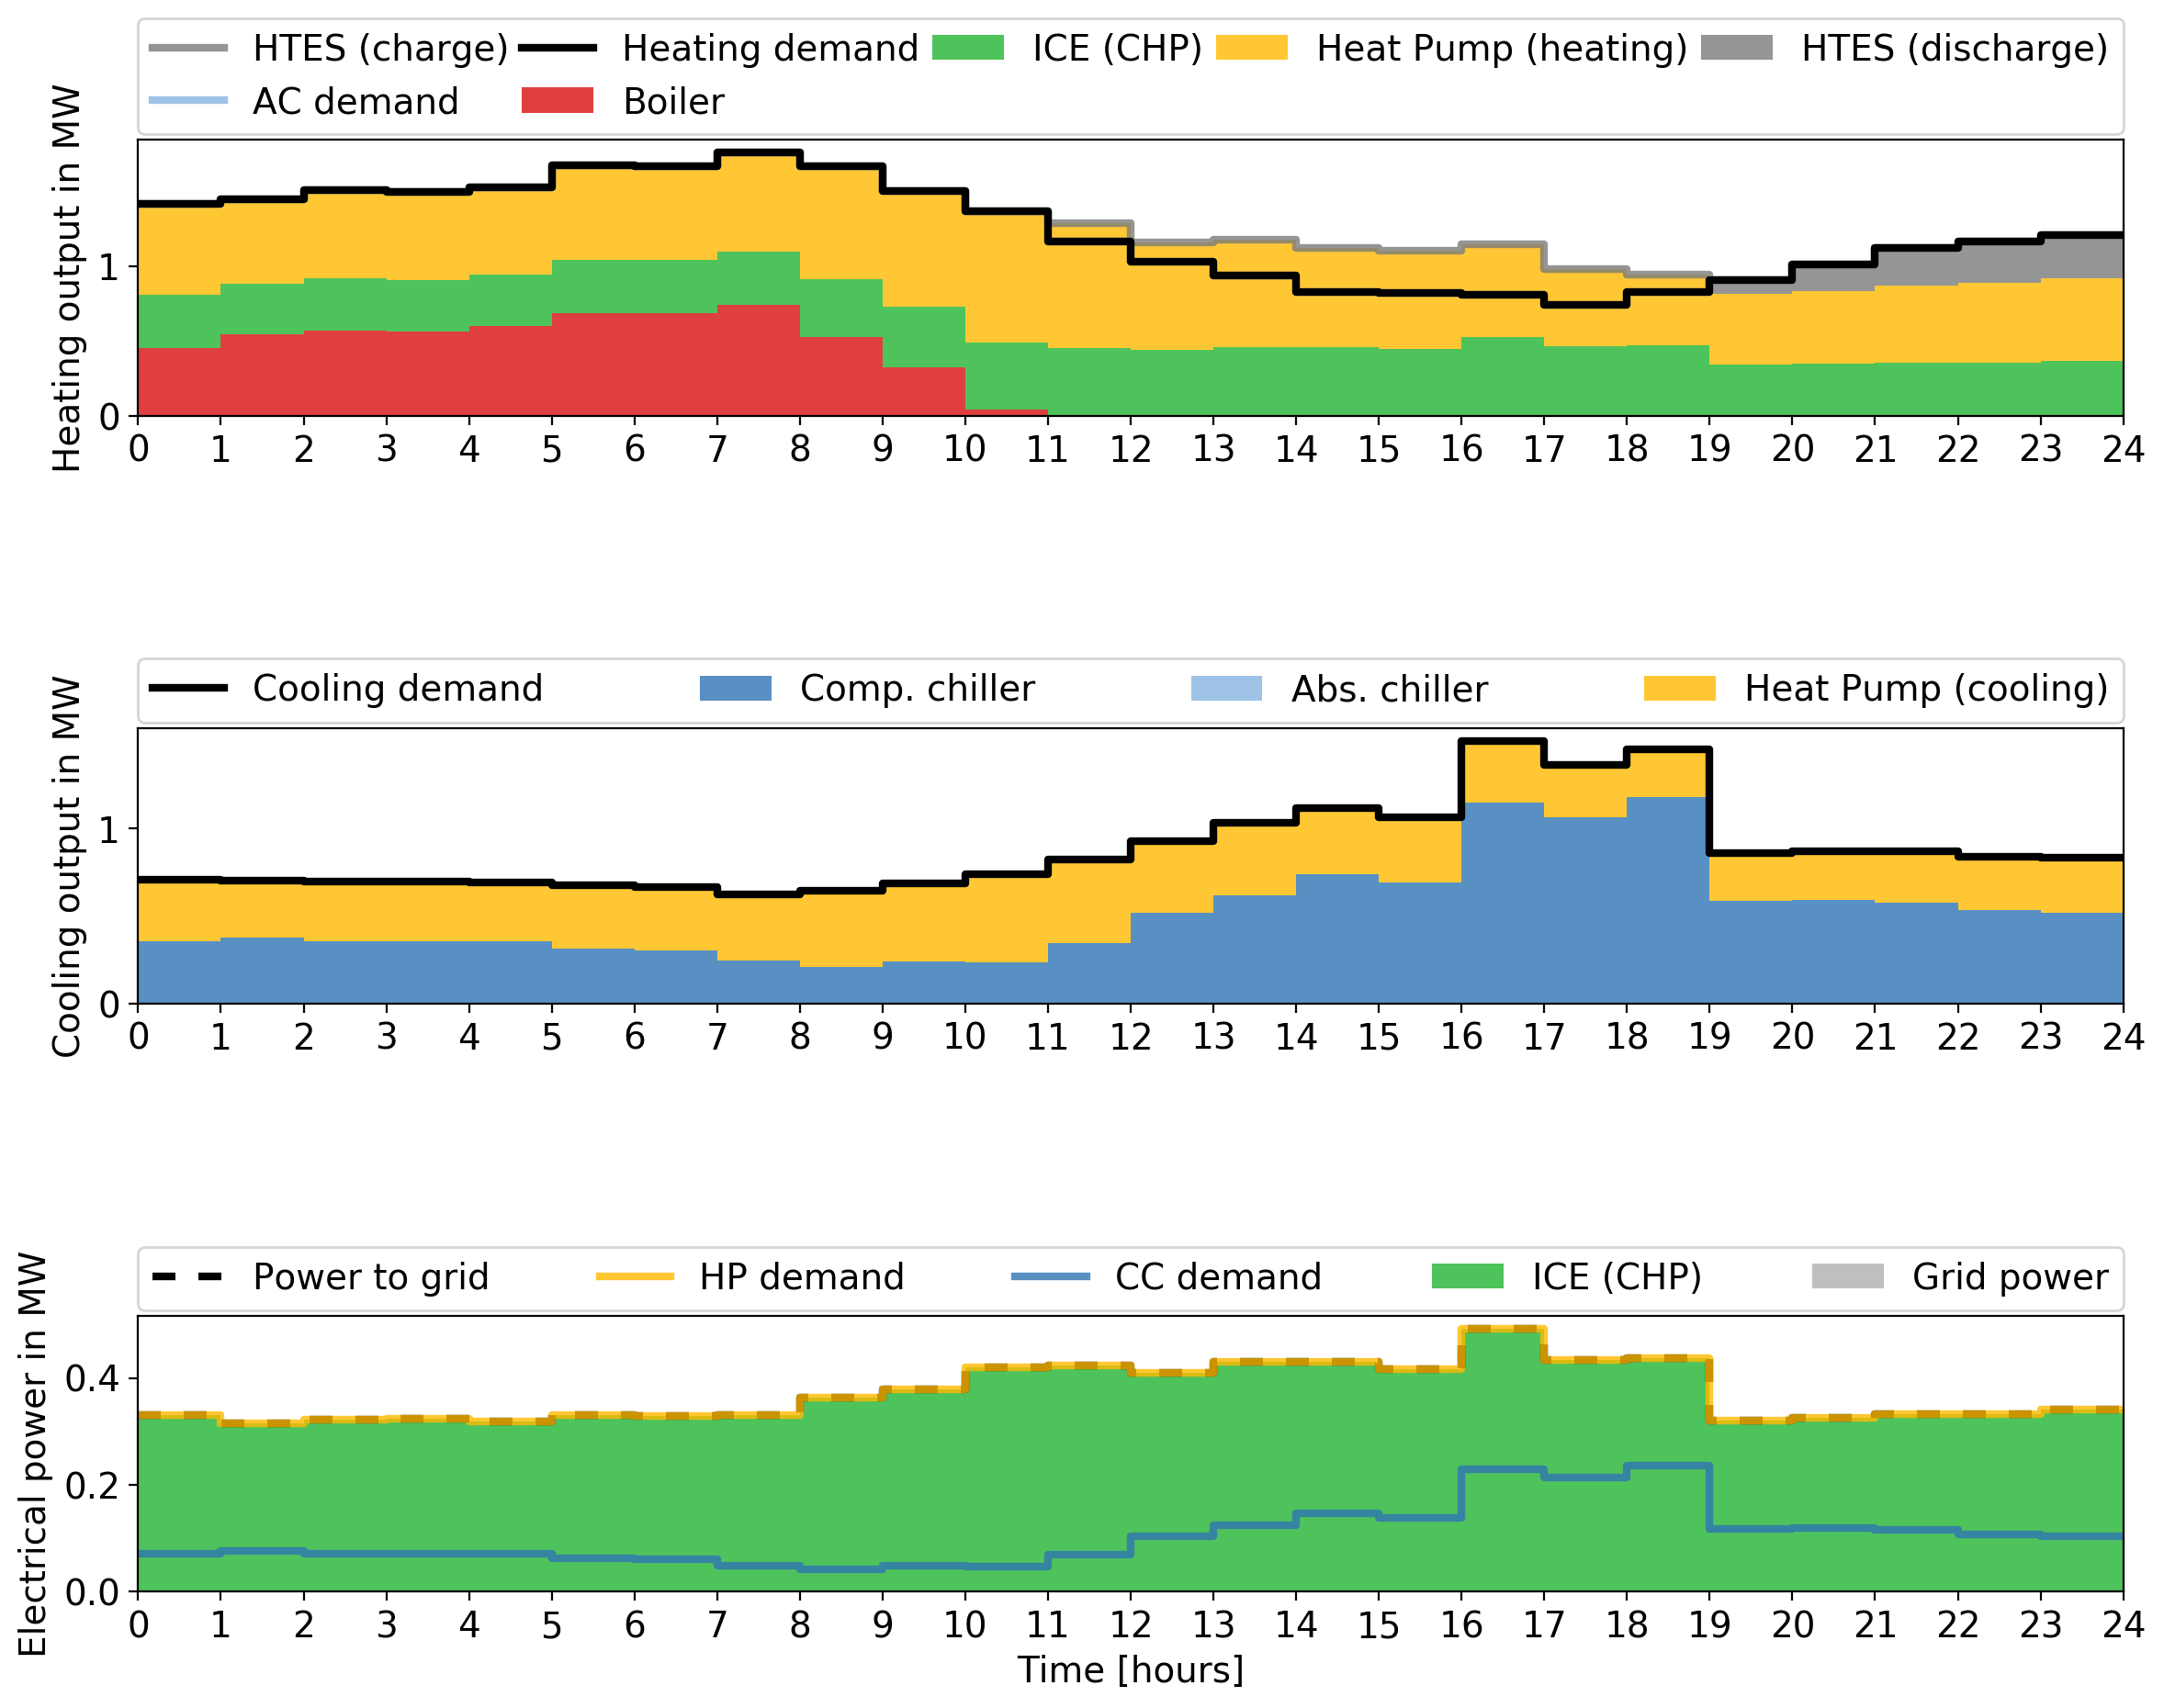 HTES (charge) Heating demand ICE (CHP) Heat Pump (heating) HTES (discharge)
AC demand Boiler
Heating output in MW
1
0
0 1 2 3 4 5 6 7 8 9 10 11 12 13 14 15 16 17 18 19 20 21 22 23 24
Cooling demand Comp. chiller Abs. chiller Heat Pump (cooling)
Cooling output in MW
1
0
0 1 2 3 4 5 6 7 8 9 10 11 12 13 14 15 16 17 18 19 20 21 22 23 24
Power to grid HP demand CC demand ICE (CHP) Grid power
Electrical power in MW
0.4
0.2
0.0
0 1 2 3 4 5 6 7 8 9 10 11 12 13 14 15 16 17 18 19 20 21 22 23 24
Time [hours]